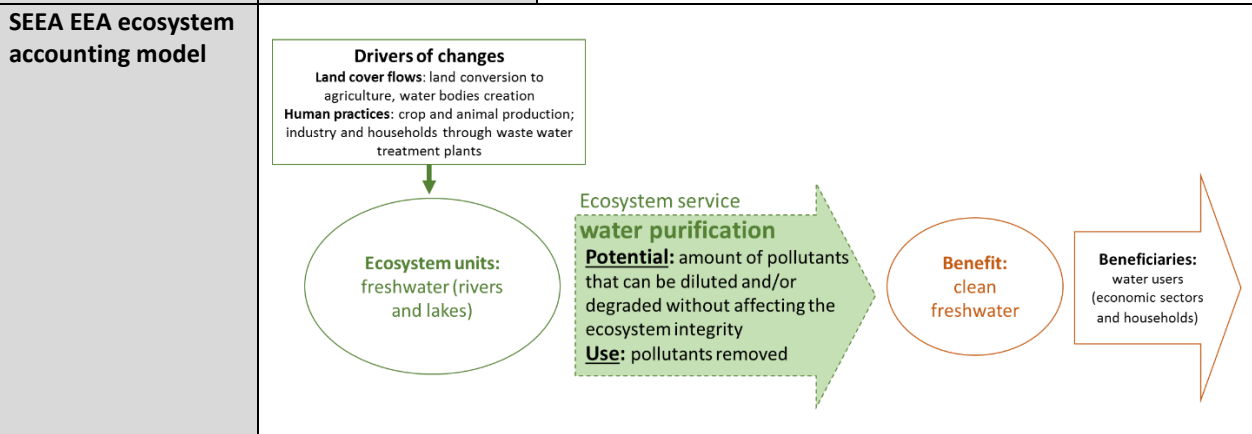 SEEA EEA ecosystem
accounting model
Drivers of changes
Land cover flows: land conversion to
agriculture, water bodies creation
Human practices: crop and animal production;
industry and households through waste water
treatment plants
Ecosystem units:
freshwater (rivers
and lakes)
Ecosystem service
water purification
Potential: amount of pollutants
that can be diluted and/or
degraded without affecting the
ecosystem integrity
Use: pollutants removed
Benefit:
clean
freshwater
Beneficiaries:
water users
(economic sectors
and households)